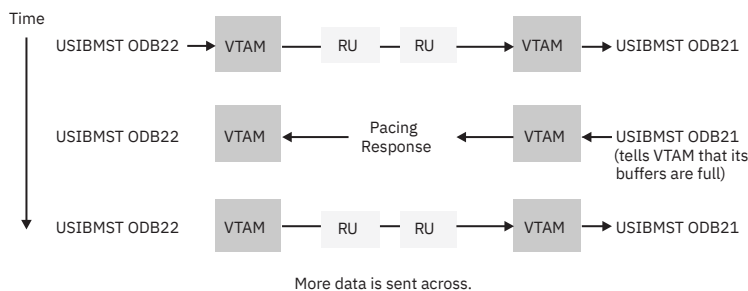 Time
USIBMST ODB22 VTAM RU RU VTAM USIBMST ODB21
USIBMST ODB22 VTAM Pacing Response VTAM USIBMST ODB21
(tells VTAM that its
buffers are full)
USIBMST ODB22 VTAM RU RU VTAM USIBMST ODB21
More data is sent across.